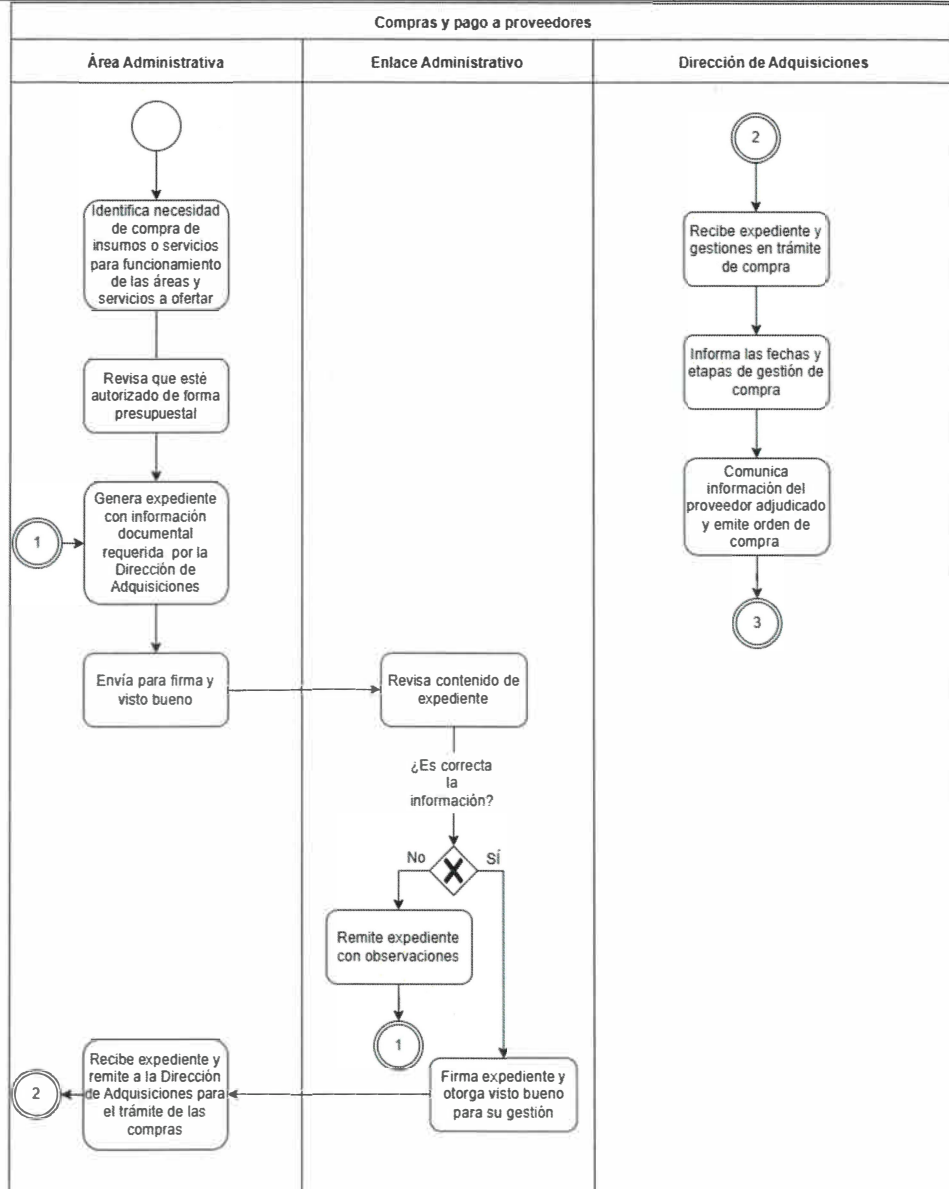 Compras y pago a proveedores
Área Administrativa
Enlace Administrativo
Dirección de Adquisiciones
Identifica necesidad
de compra de
insumos o servicios
para funcionamiento
de las áreas y
servicios a ofertar
Revisa que esté
autorizado de forma
presupuestal
1
Genera expediente
con información
documental
requerida por la
Dirección de
Adquisiciones
Envía para firma y
visto bueno
Revisa contenido de
expediente
¿Es correcta
la
información?
No
SÍ
Remite expediente
con observaciones
1
Firma expediente y
otorga visto bueno
para su gestión
Recibe expediente y
remite a la Dirección
de Adquisiciones para
el trámite de las
compras
2
2
Recibe expediente y
gestiones en trámite
de compra
Informa las fechas y
etapas de gestión de
compra
Comunica
información del
proveedor adjudicado
y emite orden de
compra
3